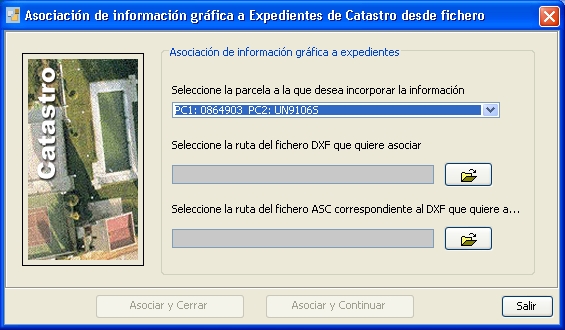 Asociación de información gráfica a Expedientes de Catastro desde fichero
Catastro
Asociación de información gráfica a expedientes
Seleccione la parcela a la que desea incorporar la información
PC1: 0864903 PC2: UN9106S
Seleccione la ruta del fichero DXF que quiere asociar
Seleccione la ruta del fichero ASC correspondiente al DXF que quiere a...
Asociar y Cerrar
Asociar y Continuar
Salir